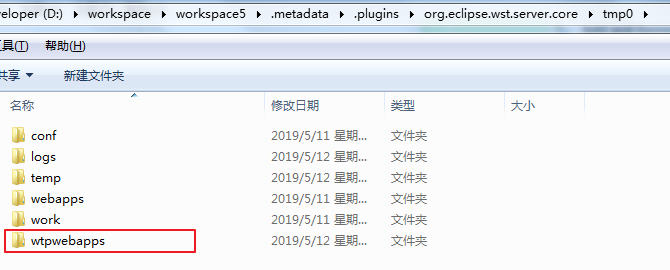 eloper (D:) ▸ workspace ▸ workspace5 ▸ .metadata ▸ .plugins ▸ org.eclipse.wst.server.core ▸ tmp0 ▸
工具(T) 帮助(H)
共享 ▾ 新建文件夹
名称 修改日期 类型 大小
conf 2019/5/11 星期... 文件夹
logs 2019/5/12 星期... 文件夹
temp 2019/5/12 星期... 文件夹
webapps 2019/5/11 星期... 文件夹
work 2019/5/11 星期... 文件夹
wtpwebapps 2019/5/12 星期... 文件夹